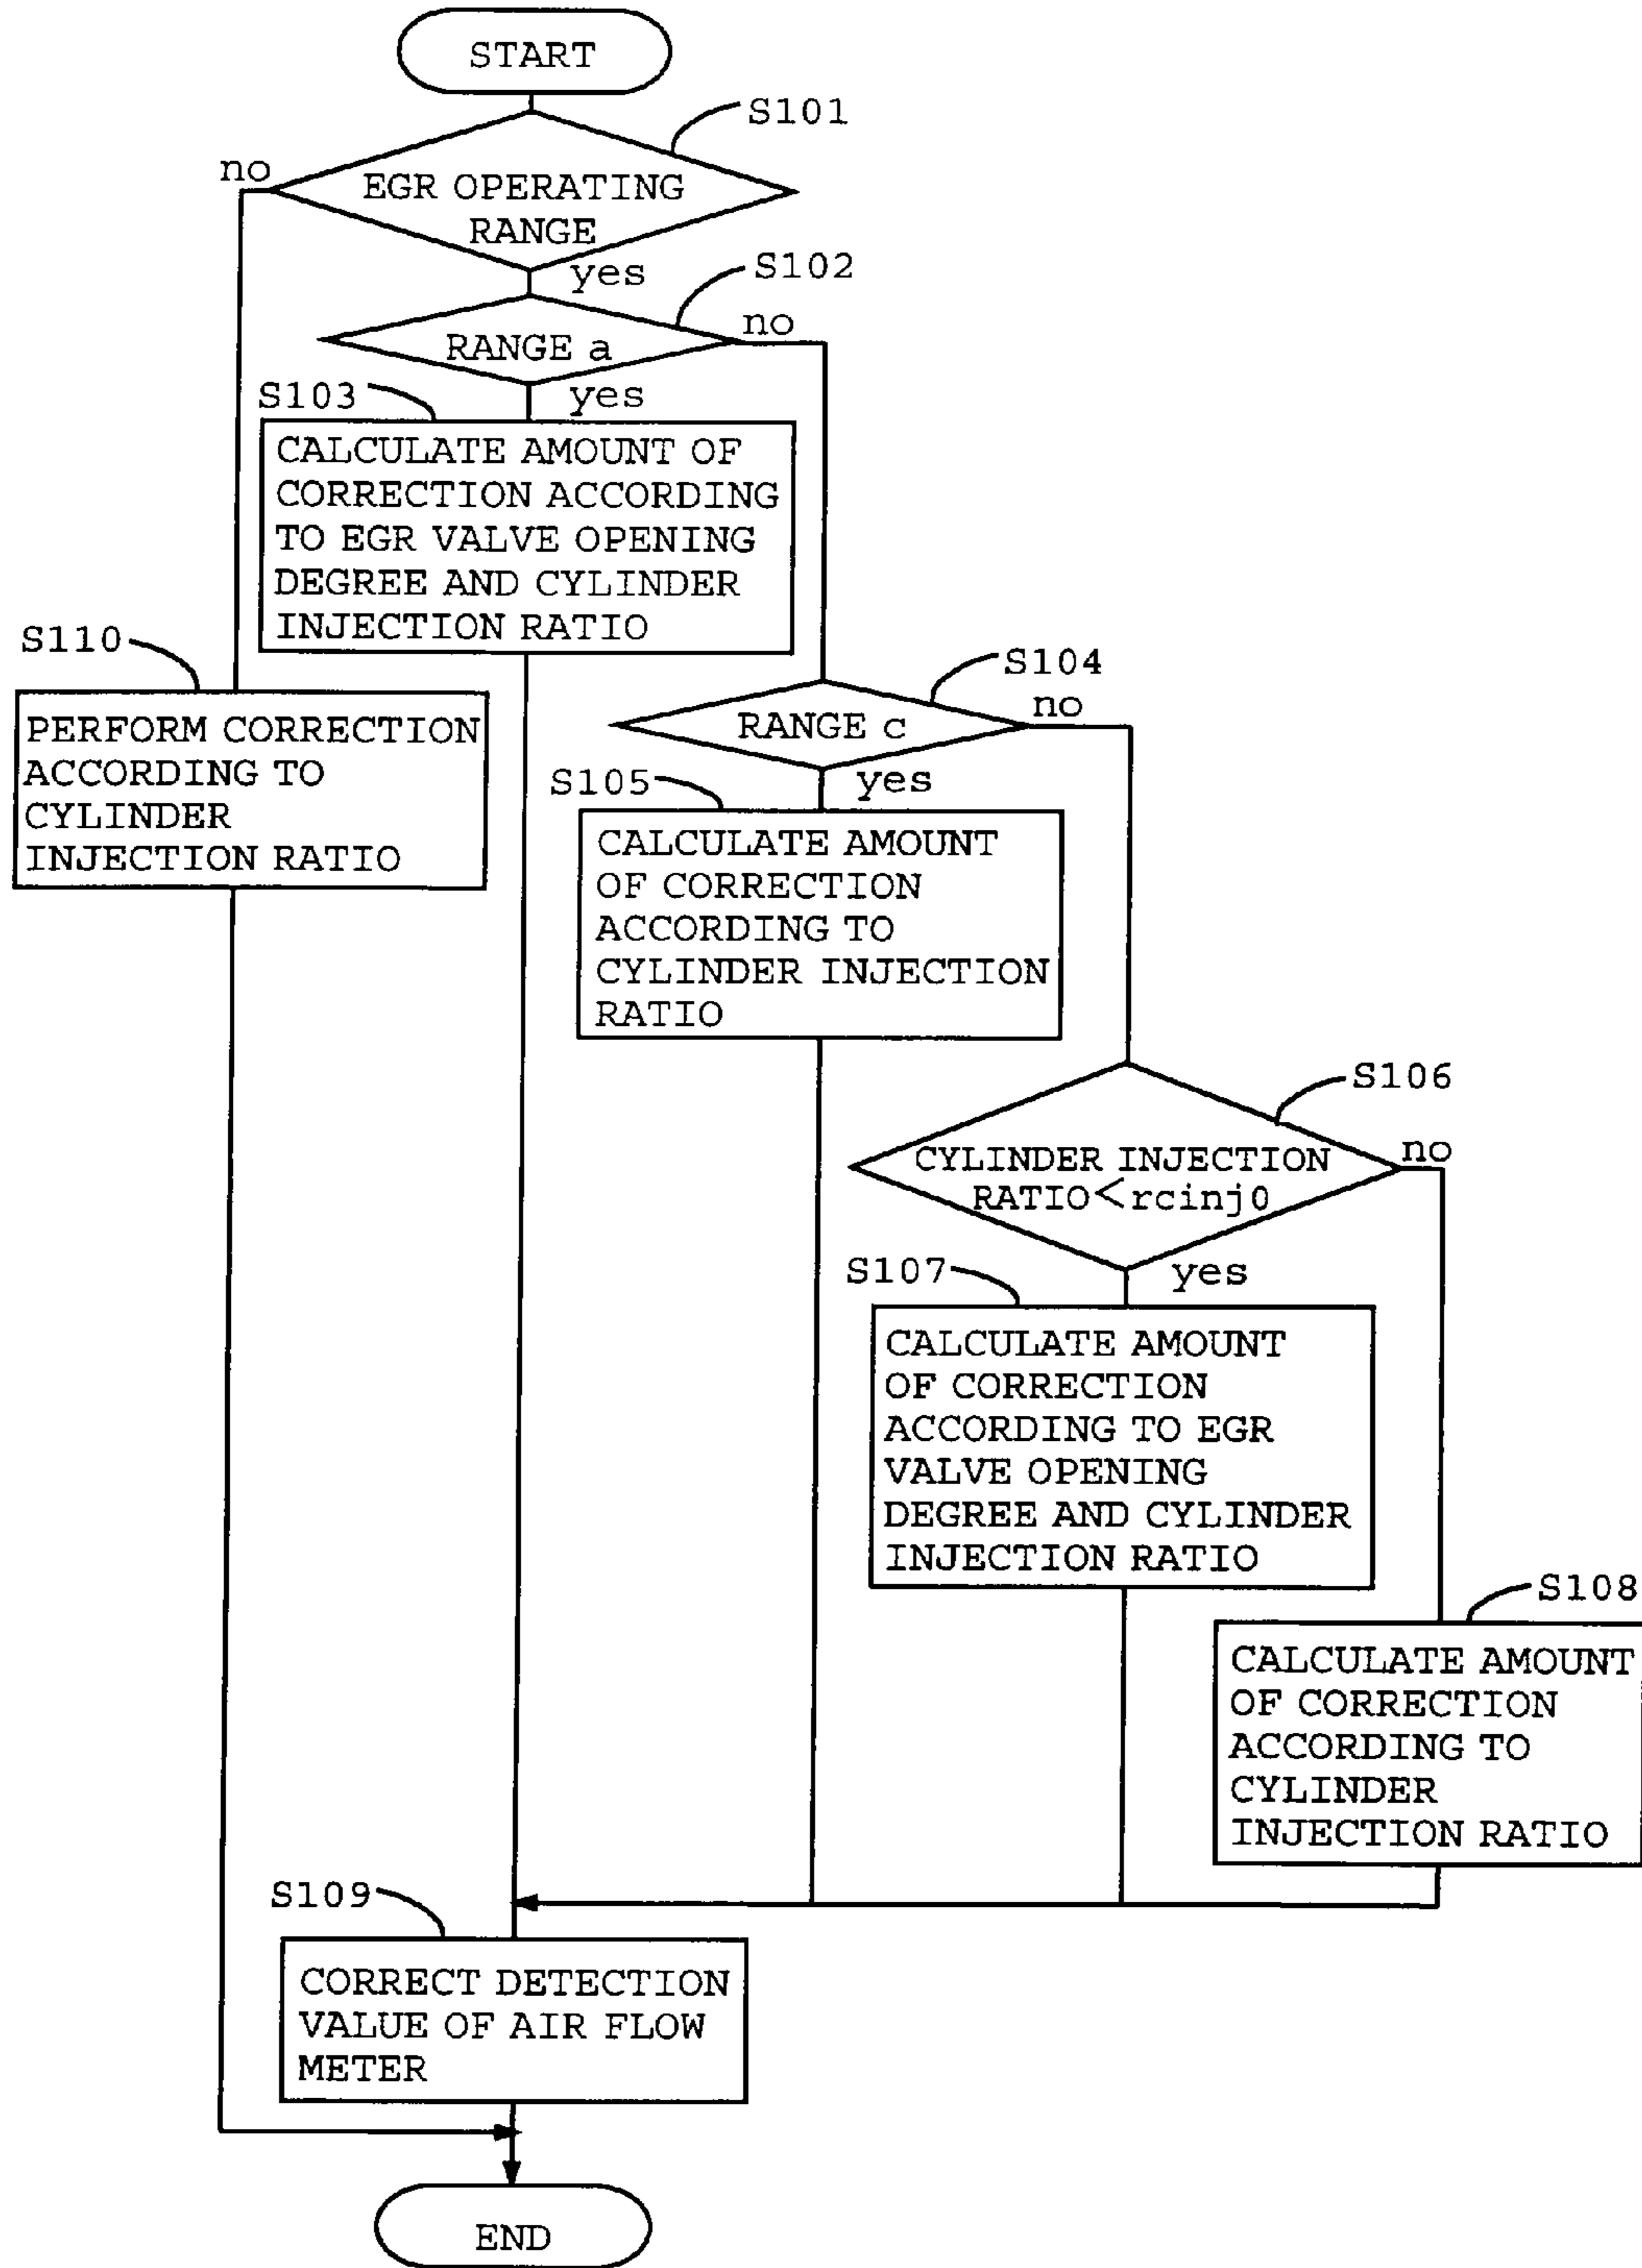 START
S101
no
EGR OPERATING
RANGE
yes
S102
RANGE a
no
S103
yes
CALCULATE AMOUNT OF
CORRECTION ACCORDING
TO EGR VALVE OPENING
DEGREE AND CYLINDER
INJECTION RATIO
S110
PERFORM CORRECTION
ACCORDING TO
CYLINDER
INJECTION RATIO
S104
RANGE c
no
S105
yes
CALCULATE AMOUNT
OF CORRECTION
ACCORDING TO
CYLINDER INJECTION
RATIO
S106
CYLINDER INJECTION
RATIO<rcinj0
no
S107
yes
CALCULATE AMOUNT
OF CORRECTION
ACCORDING TO EGR
VALVE OPENING
DEGREE AND CYLINDER
INJECTION RATIO
S108
CALCULATE AMOUNT
OF CORRECTION
ACCORDING TO
CYLINDER
INJECTION RATIO
S109
CORRECT DETECTION
VALUE OF AIR FLOW
METER
END